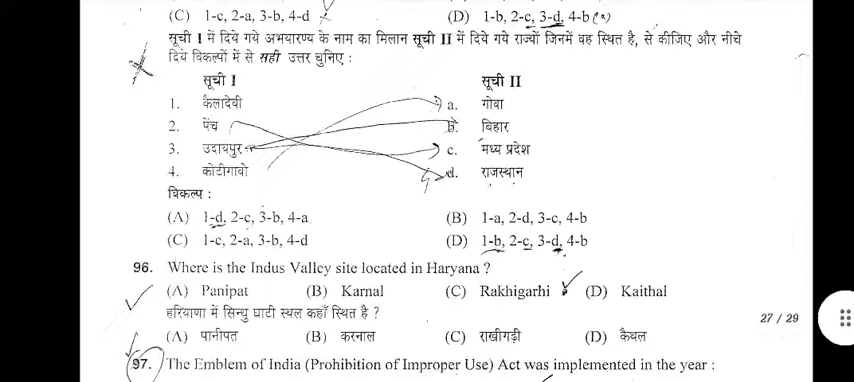 (C) 1-c, 2-a, 3-b, 4-d (D) 1-b, 2-c, 3-d, 4-b
सूची I में दिये गये अभयारण्य के नाम का मिलान सूची II में दिये गये राज्यों जिनमें वह स्थित है, से कीजिए और नीचे
दिये विकल्पों में से सही उत्तर चुनिए :
सूची I सूची II
1. कैलादेवी a. गोवा
2. पेंच b. बिहार
3. उदायपुर c. मध्य प्रदेश
4. कोटीगावो d. राजस्थान
विकल्प :
(A) 1-d, 2-c, 3-b, 4-a (B) 1-a, 2-d, 3-c, 4-b
(C) 1-c, 2-a, 3-b, 4-d (D) 1-b, 2-c, 3-d, 4-b
96. Where is the Indus Valley site located in Haryana ?
(A) Panipat (B) Karnal (C) Rakhigarhi (D) Kaithal
हरियाणा में सिन्धु घाटी स्थल कहाँ स्थित है ?
27 / 29
(A) पानीपत (B) करनाल (C) राखीगढ़ी (D) कैथल
97. The Emblem of India (Prohibition of Improper Use) Act was implemented in the year :